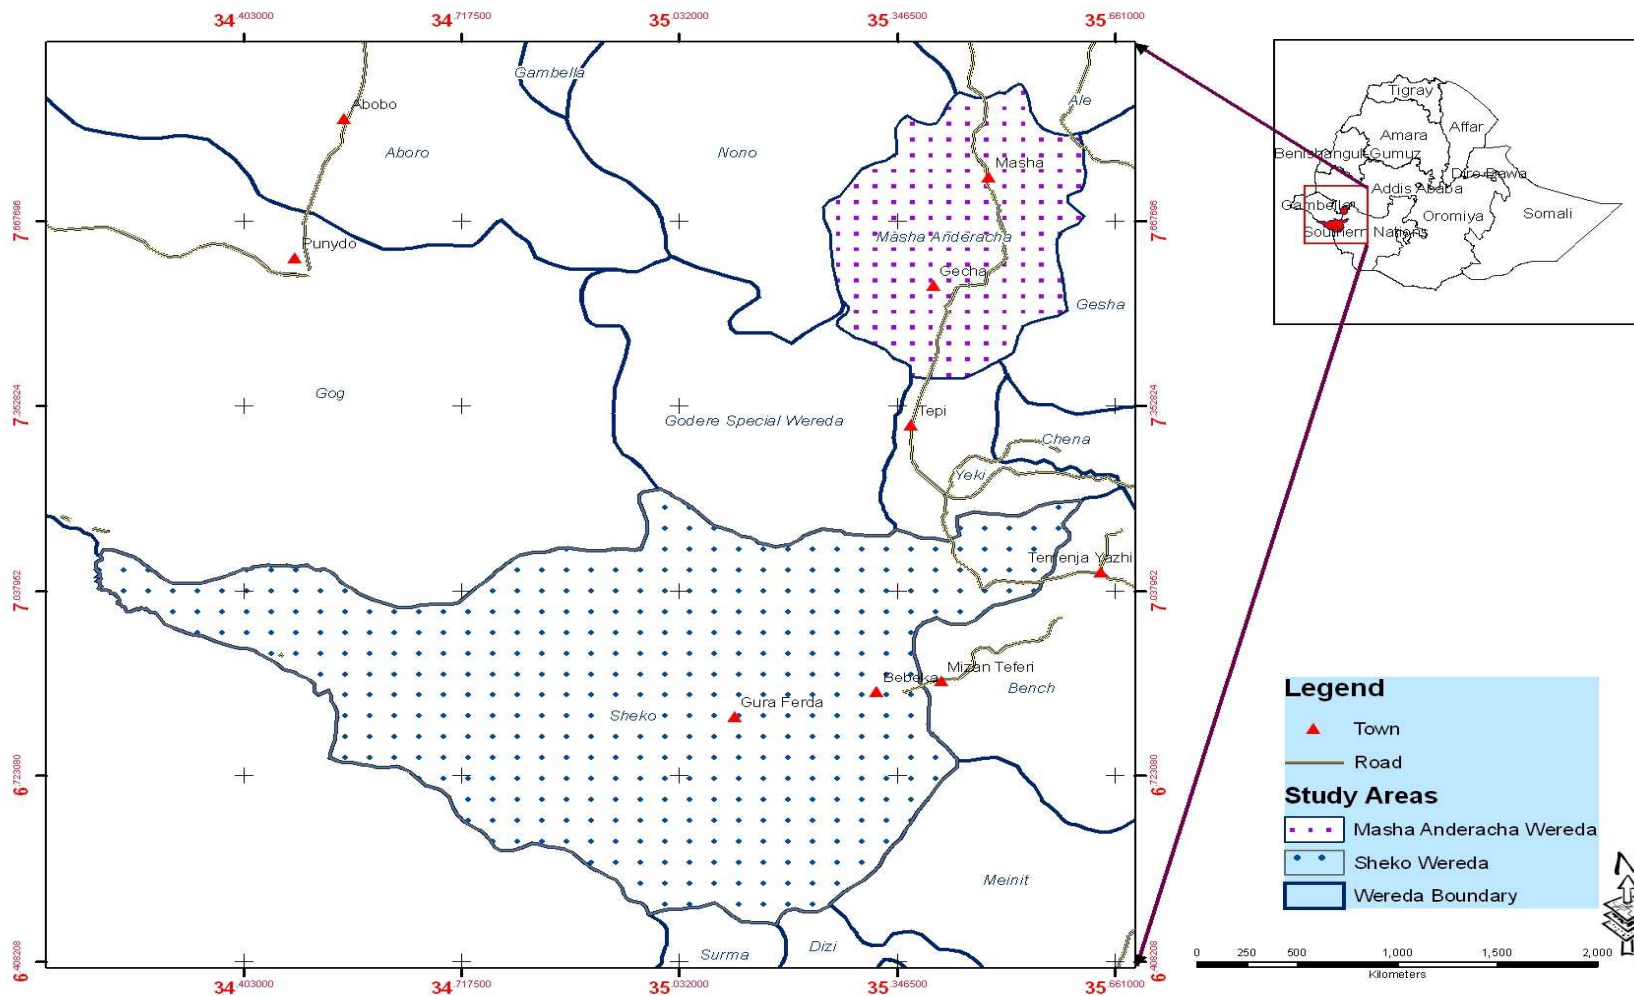 34.403000 34.717500 35.032000 35.346500 35.661000
Gambella
Ale
Abobo
Aboro
Nono
Masha
7.667696
7.667696
Punydo
Masha Anderacha
Gecha
Gesha
7.352824
7.352824
Gog
Godere Special Wereda
Tepi
Chena
Yeki
Temenja Yazhi
7.037952
7.037952
Mizan Teferi
Bebeka
Bench
Gura Ferda
Sheko
6.723080
6.723080
Meinit
Surma
Dizi
6.408208
6.408208
34.403000 34.717500 35.032000 35.346500 35.661000
Tigray
Affar
Amara
Benishangul-Gumuz
Dire Dawa
Addis Ababa
Gambella
Oromiya
Somali
Southern Nations
Legend
Town
Road
Study Areas
Masha Anderacha Wereda
Sheko Wereda
Wereda Boundary
N
0 250 500 1,000 1,500 2,000
Kilometers